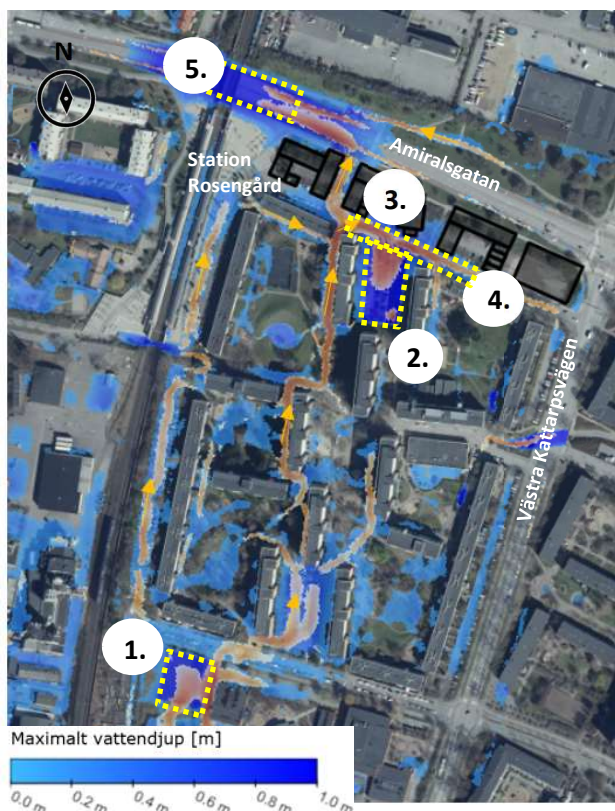 5.
N
Station
Rosengård
Amiralsgatan
3.
4.
2.
Västra Kattarpsvägen
1.
Maximalt vattendjup [m]
0.0 m 0.2 m 0.4 m 0.6 m 0.8 m 1.0 m